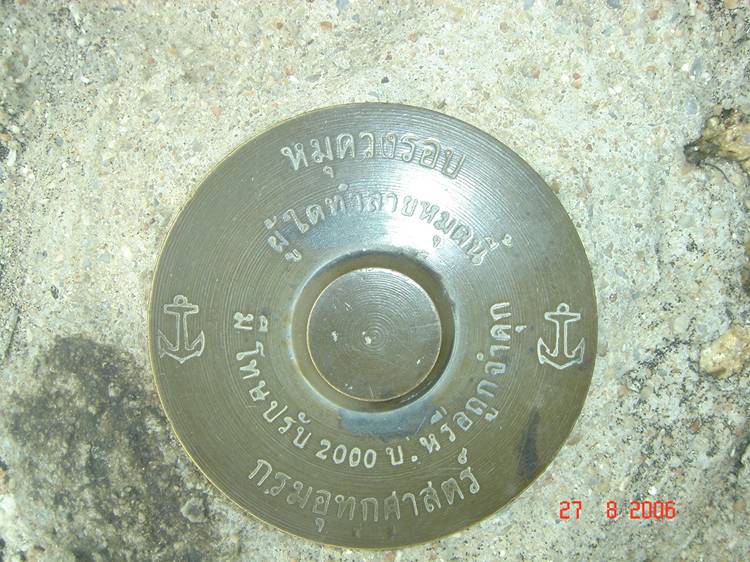 หมุดวงรอบ
ผู้ใดทำลายหมุดนี้
มีโทษปรับ 2000 บ. หรือถูกจำคุก
กรมอุทกศาสตร์
27 8 2006